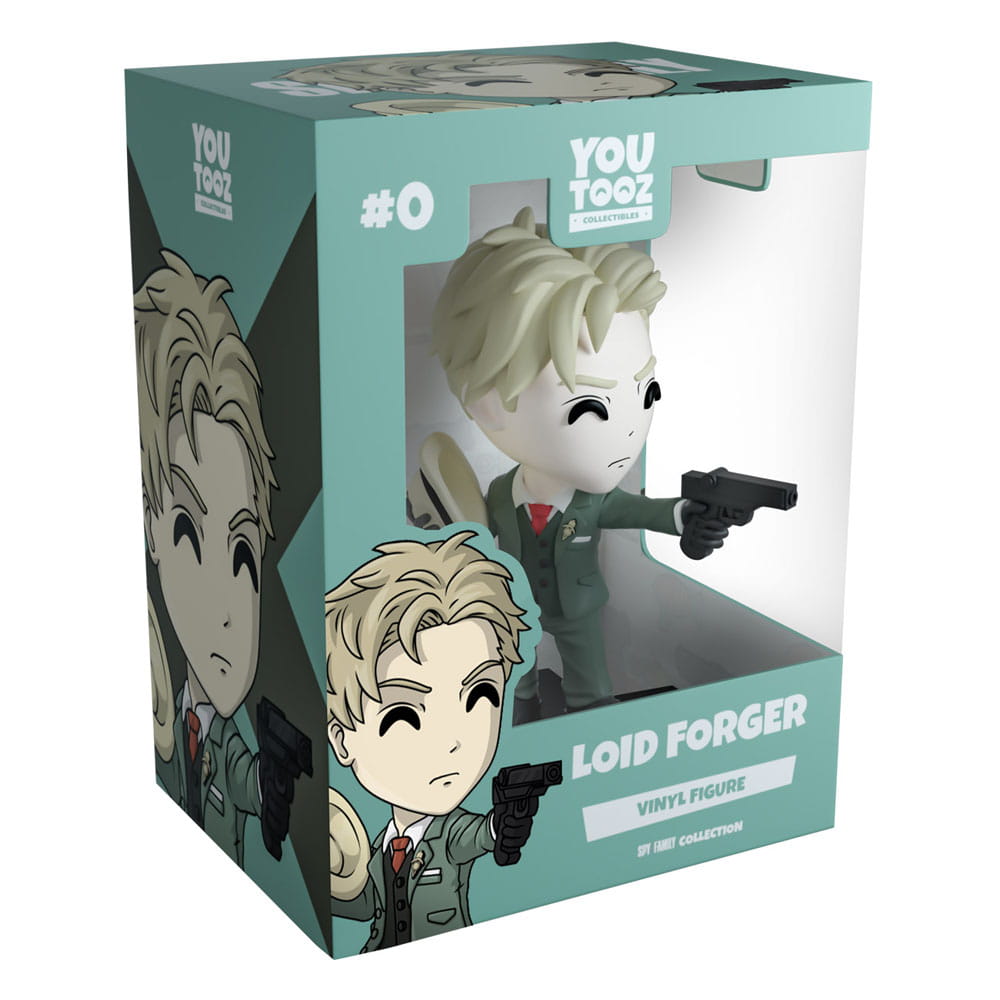 YOU
TOOZ
COLLECTIBLES
#0
YOU
TOOZ
· COLLECTIBLES ·
LOID FORGER
VINYL FIGURE
SPY FAMILY COLLECTION